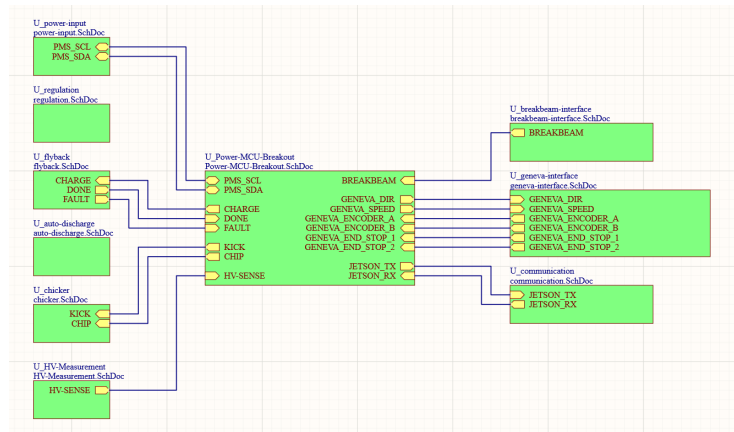 U_power-input
power-input.SchDoc
PMS_SCL
PMS_SDA
U_regulation
regulation.SchDoc
U_flyback
flyback.SchDoc
CHARGE
DONE
FAULT
U_auto-discharge
auto-discharge.SchDoc
U_chicker
chicker.SchDoc
KICK
CHIP
U_HV-Measurement
HV-Measurement.SchDoc
HV-SENSE
U_Power-MCU-Breakout
Power-MCU-Breakout.SchDoc
PMS_SCL
PMS_SDA
CHARGE
DONE
FAULT
KICK
CHIP
HV-SENSE
BREAKBEAM
GENEVA_DIR
GENEVA_SPEED
GENEVA_ENCODER_A
GENEVA_ENCODER_B
GENEVA_END_STOP_1
GENEVA_END_STOP_2
JETSON_TX
JETSON_RX
U_breakbeam-interface
breakbeam-interface.SchDoc
BREAKBEAM
U_geneva-interface
geneva-interface.SchDoc
GENEVA_DIR
GENEVA_SPEED
GENEVA_ENCODER_A
GENEVA_ENCODER_B
GENEVA_END_STOP_1
GENEVA_END_STOP_2
U_communication
communication.SchDoc
JETSON_TX
JETSON_RX